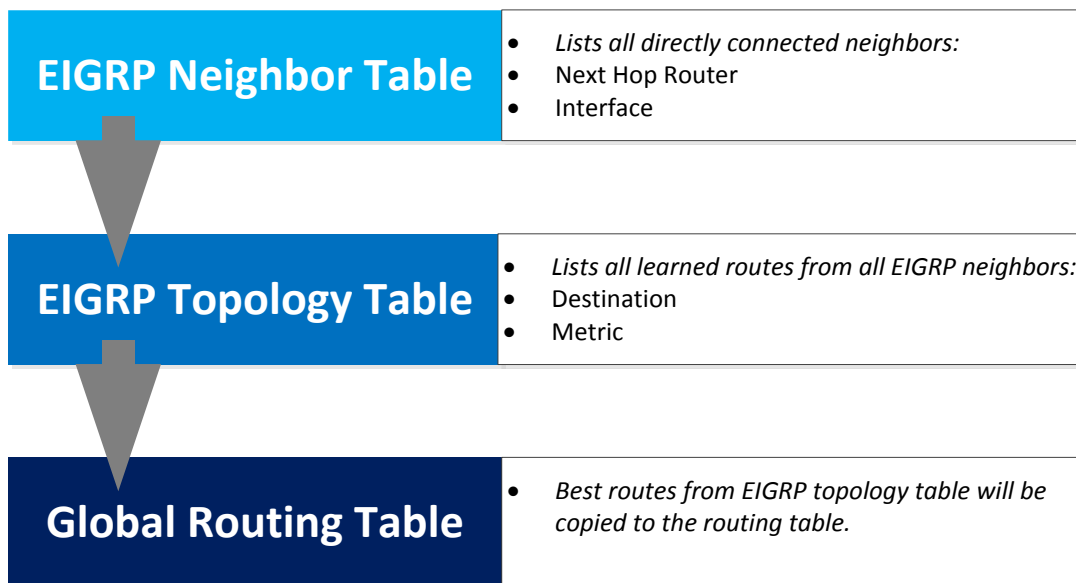 EIGRP Neighbor Table
• Lists all directly connected neighbors:
• Next Hop Router
• Interface
EIGRP Topology Table
• Lists all learned routes from all EIGRP neighbors:
• Destination
• Metric
Global Routing Table
• Best routes from EIGRP topology table will be
copied to the routing table.